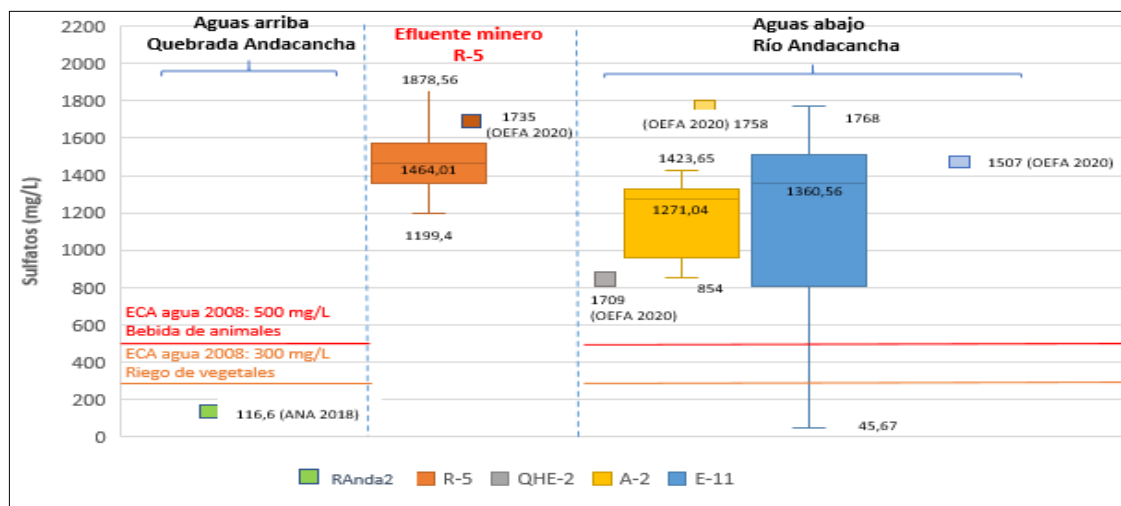 Aguas arriba
Quebrada Andacancha
Efluente minero
R-5
Aguas abajo
Río Andacancha
Sulfatos (mg/L)
2200
2000
1800
1600
1400
1200
1000
800
600
400
200
0
1878,56
1735
(OEFA 2020)
1464,01
1199,4
(OEFA 2020) 1758
1768
1423,65
1507 (OEFA 2020)
1271,04
1360,56
854
1709
(OEFA 2020)
ECA agua 2008: 500 mg/L
Bebida de animales
ECA agua 2008: 300 mg/L
Riego de vegetales
116,6 (ANA 2018)
45,67
RAnda2
R-5
QHE-2
A-2
E-11